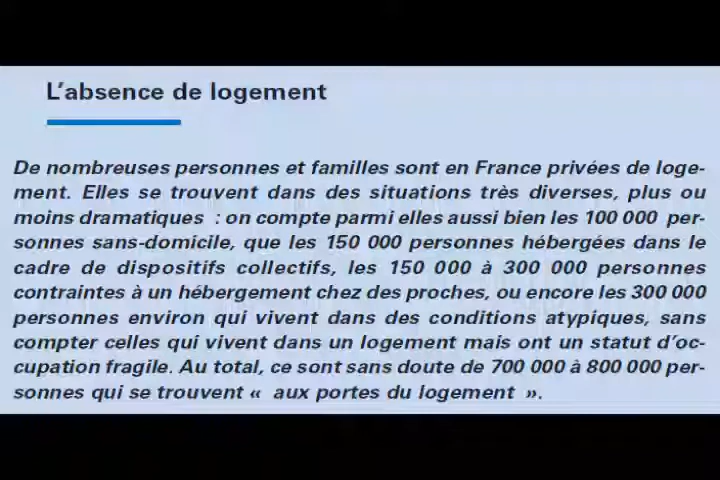 L'absence de logement
De nombreuses personnes et familles sont en France privées de loge-
ment. Elles se trouvent dans des situations très diverses, plus ou
moins dramatiques : on compte parmi elles aussi bien les 100 000 per-
sonnes sans-domicile, que les 150 000 personnes hébergées dans le
cadre de dispositifs collectifs, les 150 000 à 300 000 personnes
contraintes à un hébergement chez des proches, ou encore les 300 000
personnes environ qui vivent dans des conditions atypiques, sans
compter celles qui vivent dans un logement mais ont un statut d'oc-
cupation fragile. Au total, ce sont sans doute de 700 000 à 800 000 per-
sonnes qui se trouvent « aux portes du logement ».